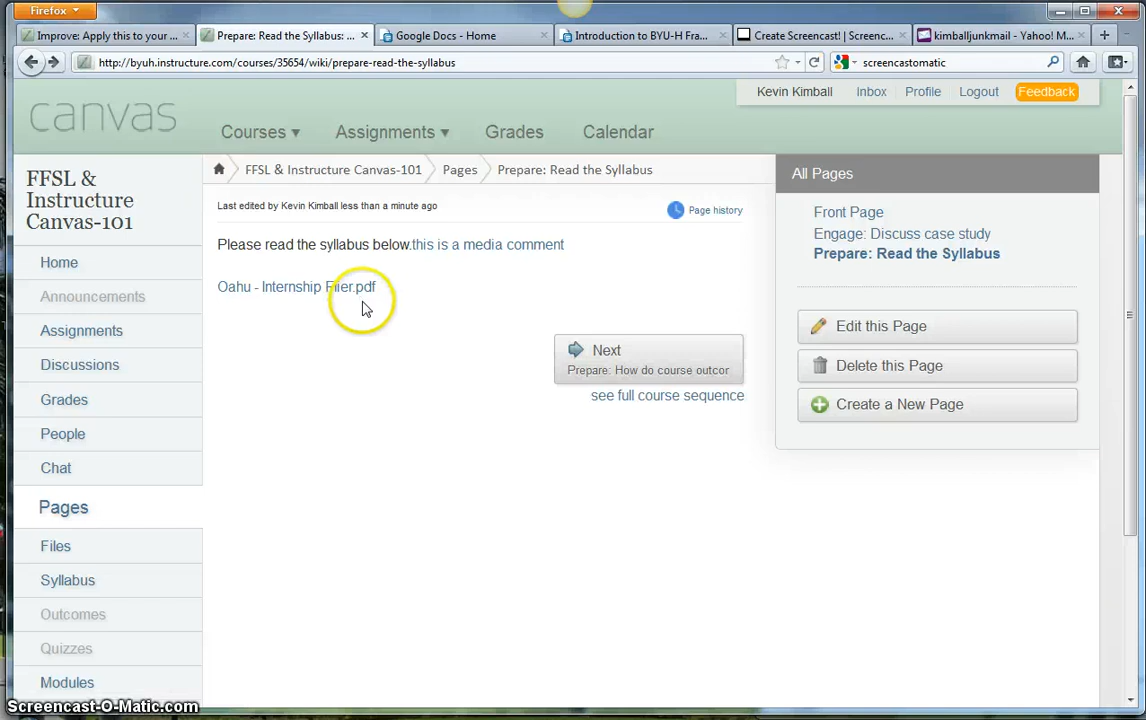 Firefox
Improve: Apply this to your ...
Prepare: Read the Syllabus: ...
Google Docs - Home
Introduction to BYU-H Fra...
Create Screencast! | Screenc...
kimballjunkmail - Yahoo! M...
http://byuh.instructure.com/courses/35654/wiki/prepare-read-the-syllabus
screencastomatic
Kevin Kimball Inbox Profile Logout Feedback
canvas
Courses Assignments Grades Calendar
FFSL &
Instructure
Canvas-101
Home
Announcements
Assignments
Discussions
Grades
People
Chat
Pages
Files
Syllabus
Outcomes
Quizzes
Modules
FFSL & Instructure Canvas-101 Pages Prepare: Read the Syllabus
Last edited by Kevin Kimball less than a minute ago
Page history
Please read the syllabus below.this is a media comment
Oahu - Internship Flier.pdf
Next
Prepare: How do course outcor
see full course sequence
All Pages
Front Page
Engage: Discuss case study
Prepare: Read the Syllabus
Edit this Page
Delete this Page
Create a New Page
Screencast-O-Matic.com